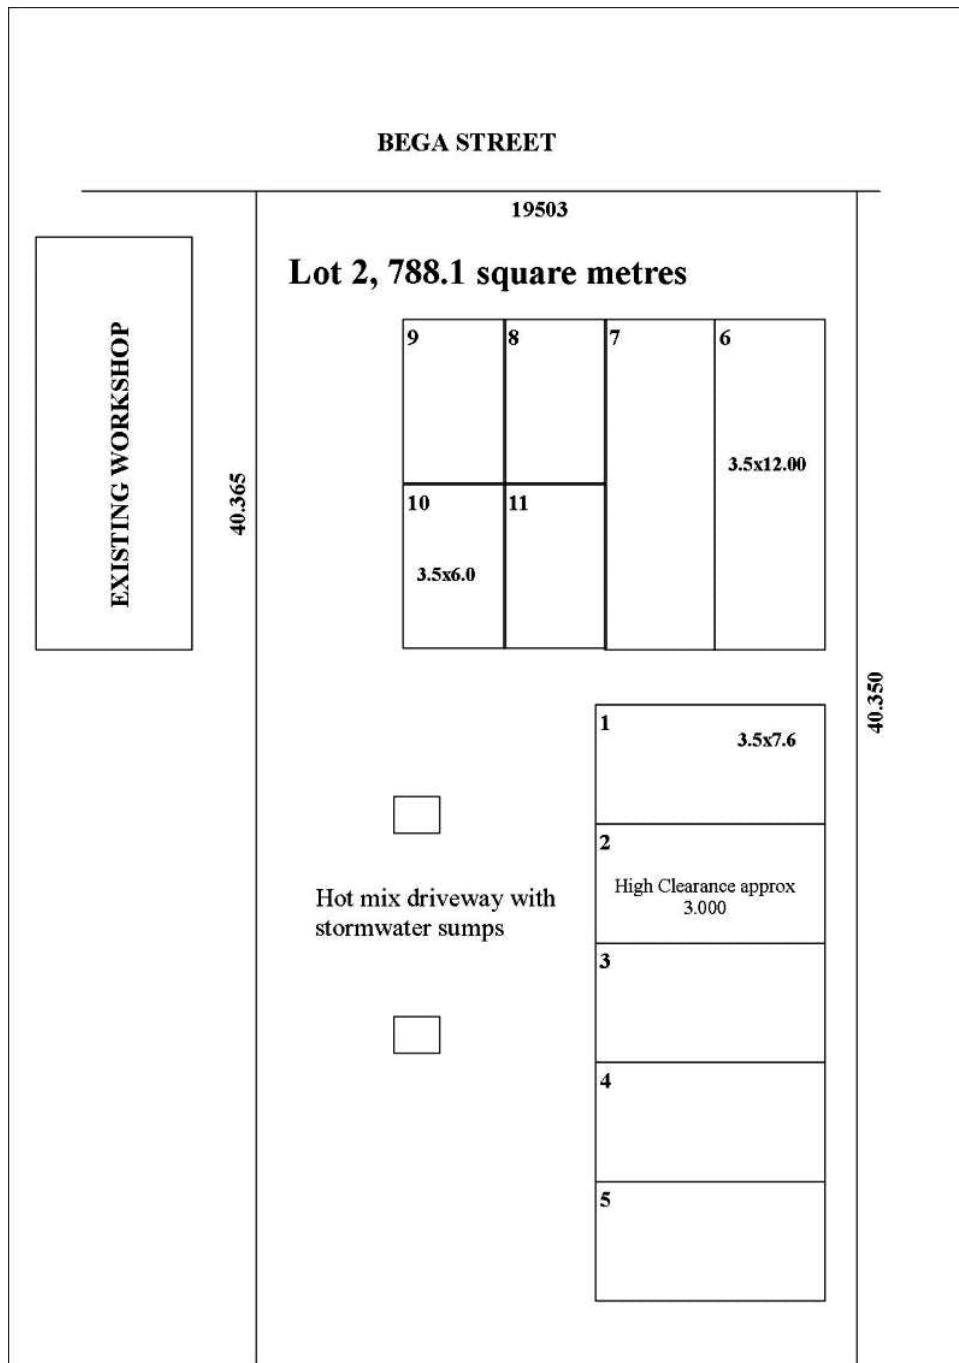 BEGA STREET
19503
Lot 2, 788.1 square metres
EXISTING WORKSHOP
40.365
9
8
7
6
3.5x12.00
10
11
3.5x6.0
40.350
1
3.5x7.6
2
High Clearance approx
3.000
Hot mix driveway with
stormwater sumps
3
4
5